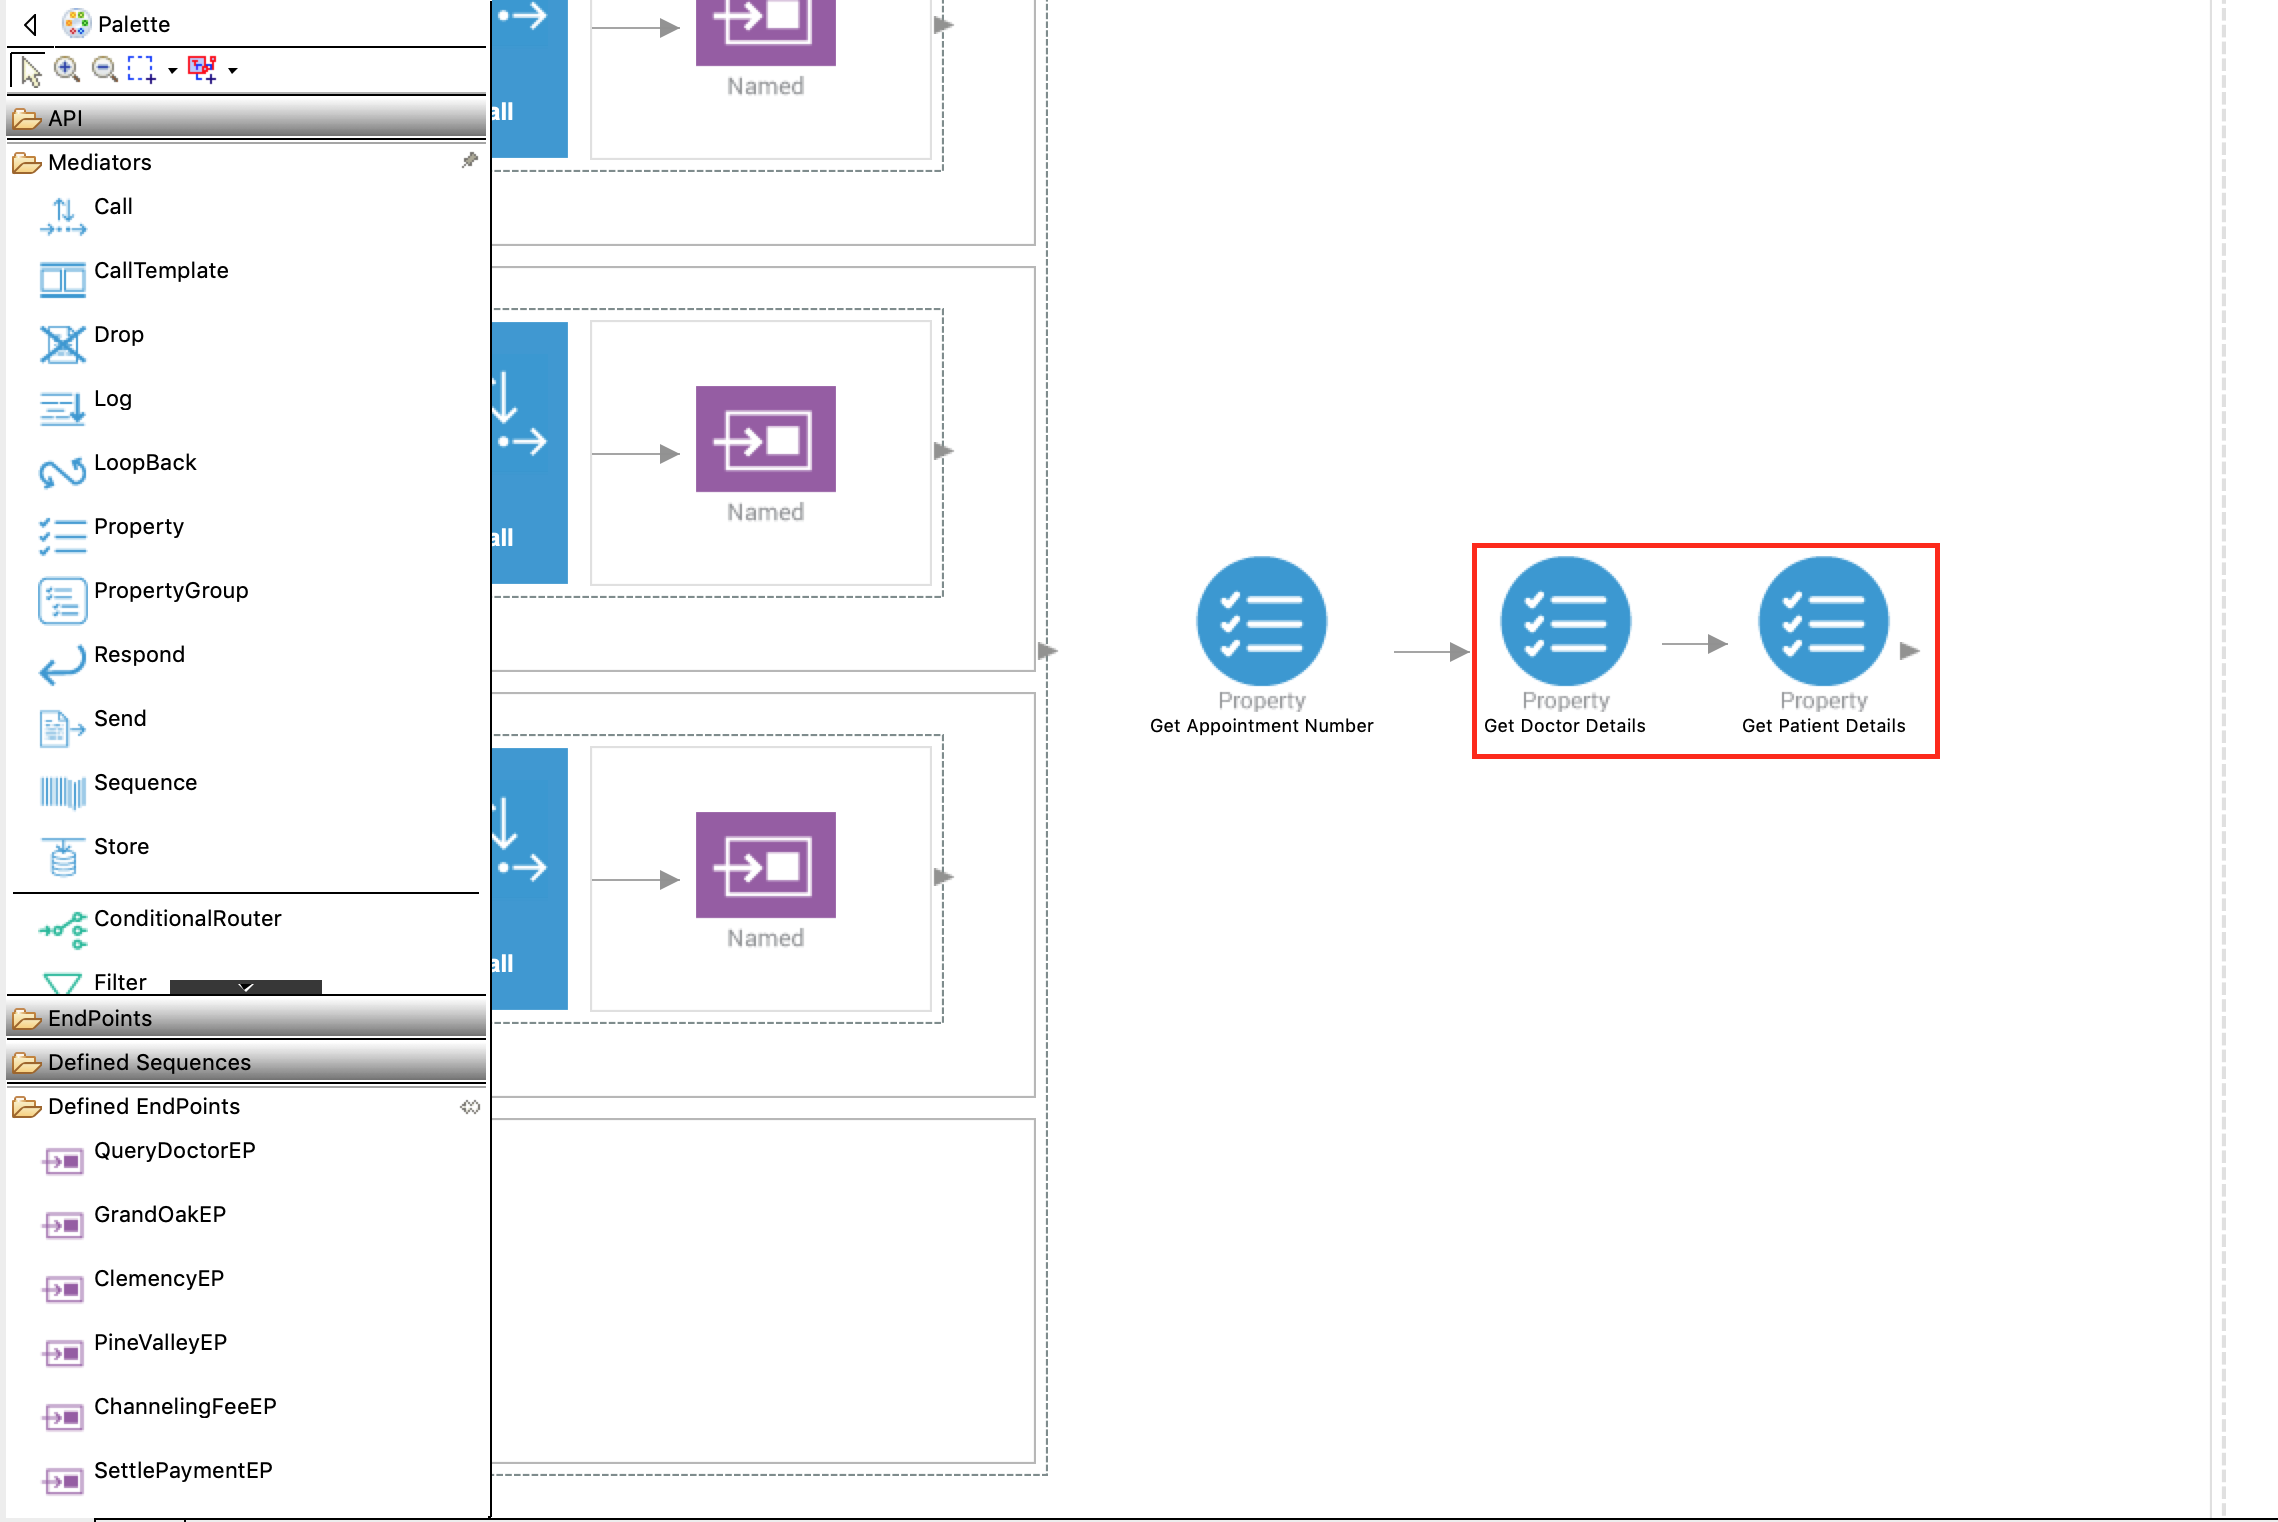 Palette
API
Mediators
Call
CallTemplate
Drop
Log
LoopBack
Property
PropertyGroup
Respond
Send
Sequence
Store
ConditionalRouter
Filter
EndPoints
Defined Sequences
Defined EndPoints
QueryDoctorEP
GrandOakEP
ClemencyEP
PineValleyEP
ChannelingFeeEP
SettlePaymentEP
Named
all
Named
all
Named
all
Property
Get Appointment Number
Property
Get Doctor Details
Property
Get Patient Details